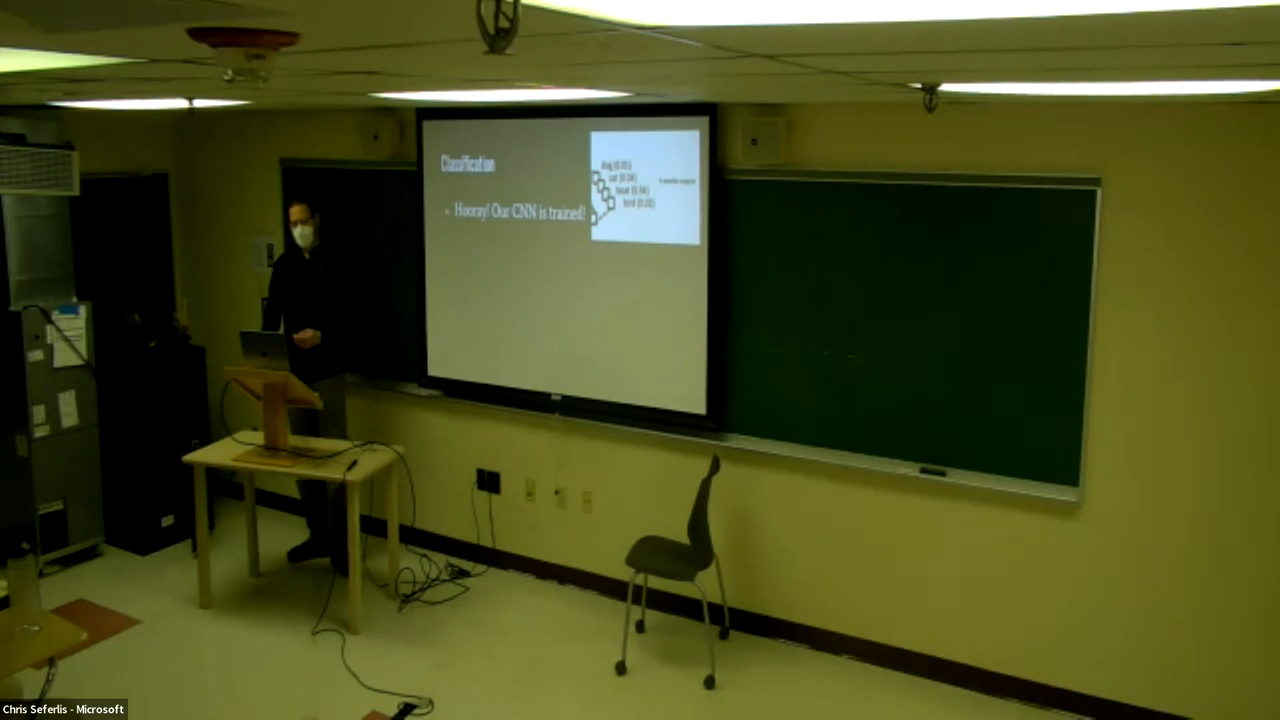 Classification
dog (0.01)
cat (0.04)
boat (0.94)
bird (0.02)
• Hooray! Our CNN is trained!
Chris Seferlis - Microsoft